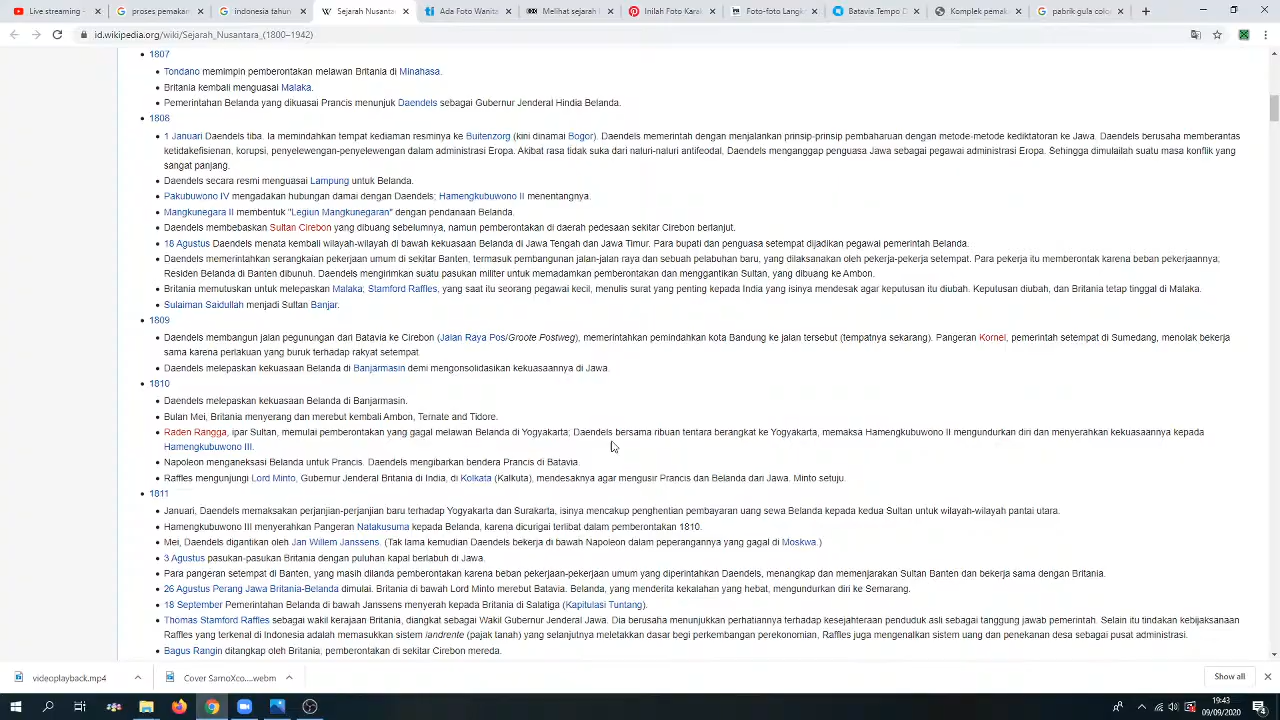 Live streaming -
proses pemakam
indonesia tahun
Sejarah Nusanta
Ada Foto Wanita
Melihat sejarah I
Inilah Foto Karak
Foto-foto Langk
Batavia Tempo D
Komplek pemak
pabrik gula colo
id.wikipedia.org/wiki/Sejarah_Nusantara_(1800–1942)
1807
Tondano memimpin pemberontakan melawan Britania di Minahasa.
Britania kembali menguasai Malaka.
Pemerintahan Belanda yang dikuasai Prancis menunjuk Daendels sebagai Gubernur Jenderal Hindia Belanda.
1808
1 Januari Daendels tiba. Ia memindahkan tempat kediaman resminya ke Buitenzorg (kini dinamai Bogor). Daendels memerintah dengan menjalankan prinsip-prinsip pembaharuan dengan metode-metode kediktatoran ke Jawa. Daendels berusaha memberantas
ketidakefisienan, korupsi, penyelewengan-penyelewengan dalam administrasi Eropa. Akibat rasa tidak suka dari naluri-naluri antifeodal, Daendels menganggap penguasa Jawa sebagai pegawai administrasi Eropa. Sehingga dimulailah suatu masa konflik yang
sangat panjang.
Daendels secara resmi menguasai Lampung untuk Belanda.
Pakubuwono IV mengadakan hubungan damai dengan Daendels; Hamengkubuwono II menentangnya.
Mangkunegara II membentuk "Legiun Mangkunegaran" dengan pendanaan Belanda.
Daendels membebaskan Sultan Cirebon yang dibuang sebelumnya, namun pemberontakan di daerah pedesaan sekitar Cirebon berlanjut.
18 Agustus Daendels menata kembali wilayah-wilayah di bawah kekuasaan Belanda di Jawa Tengah dan Jawa Timur. Para bupati dan penguasa setempat dijadikan pegawai pemerintah Belanda.
Daendels memerintahkan serangkaian pekerjaan umum di sekitar Banten, termasuk pembangunan jalan-jalan raya dan sebuah pelabuhan baru, yang dilaksanakan oleh pekerja-pekerja setempat. Para pekerja itu memberontak karena beban pekerjaannya;
Residen Belanda di Banten dibunuh. Daendels mengirimkan suatu pasukan militer untuk memadamkan pemberontakan dan menggantikan Sultan, yang dibuang ke Ambon.
Britania memutuskan untuk melepaskan Malaka; Stamford Raffles, yang saat itu seorang pegawai kecil, menulis surat yang penting kepada India yang isinya mendesak agar keputusan itu diubah. Keputusan diubah, dan Britania tetap tinggal di Malaka.
Sulaiman Saidullah menjadi Sultan Banjar.
1809
Daendels membangun jalan pegunungan dari Batavia ke Cirebon (Jalan Raya Pos/Groote Postweg), memerintahkan pemindahkan kota Bandung ke jalan tersebut (tempatnya sekarang). Pangeran Kornel, pemerintah setempat di Sumedang, menolak bekerja
sama karena perlakuan yang buruk terhadap rakyat setempat
Daendels melepaskan kekuasaan Belanda di Banjarmasin demi mengonsolidasikan kekuasaannya di Jawa.
1810
Daendels melepaskan kekuasaan Belanda di Banjarmasin.
Bulan Mei, Britania menyerang dan merebut kembali Ambon, Ternate and Tidore.
Raden Rangga, ipar Sultan, memulai pemberontakan yang gagal melawan Belanda di Yogyakarta; Daendels bersama ribuan tentara berangkat ke Yogyakarta, memaksa Hamengkubuwono II mengundurkan diri dan menyerahkan kekuasaannya kepada
Hamengkubuwono III.
Napoleon menganeksasi Belanda untuk Prancis. Daendels mengibarkan bendera Prancis di Batavia.
Raffles mengunjungi Lord Minto, Gubernur Jenderal Britania di India, di Kolkata (Kalkuta), mendesaknya agar mengusir Prancis dan Belanda dari Jawa. Minto setuju.
1811
Januari, Daendels memaksakan perjanjian-perjanjian baru terhadap Yogyakarta dan Surakarta, isinya mencakup penghentian pembayaran uang sewa Belanda kepada kedua Sultan untuk wilayah-wilayah pantai utara.
Hamengkubuwono III menyerahkan Pangeran Natakusuma kepada Belanda, karena dicurigai terlibat dalam pemberontakan 1810.
Mei, Daendels digantikan oleh Jan Willem Janssens. (Tak lama kemudian Daendels bekerja di bawah Napoleon dalam peperangannya yang gagal di Moskwa.)
3 Agustus pasukan-pasukan Britania dengan puluhan kapal berlabuh di Jawa.
Para pangeran setempat di Banten, yang masih dilanda pemberontakan karena beban pekerjaan-pekerjaan umum yang diperintahkan Daendels, menangkap dan memenjarakan Sultan Banten dan bekerja sama dengan Britania.
26 Agustus Perang Jawa Britania-Belanda dimulai. Britania di bawah Lord Minto merebut Batavia. Belanda, yang menderita kekalahan yang hebat, mengundurkan diri ke Semarang.
18 September Pemerintahan Belanda di bawah Janssens menyerah kepada Britania di Salatiga (Kapitulasi Tuntang).
Thomas Stamford Raffles sebagai wakil kerajaan Britania, diangkat sebagai Wakil Gubernur Jenderal Jawa. Dia berusaha menunjukkan perhatiannya terhadap kesejahteraan penduduk asli sebagai tanggung jawab pemerintah. Selain itu tindakan kebijaksanaan
Raffles yang terkenal di Indonesia adalah memasukkan sistem landrente (pajak tanah) yang selanjutnya meletakkan dasar begi perkembangan perekonomian, Raffles juga mengenalkan sistem uang dan penekanan desa sebagai pusat administrasi.
Bagus Rangin ditangkap oleh Britania, pemberontakan di sekitar Cirebon mereda.
videoplayback.mp4
Cover SarnoXco....webm
Show all
19:43
09/09/2020
4